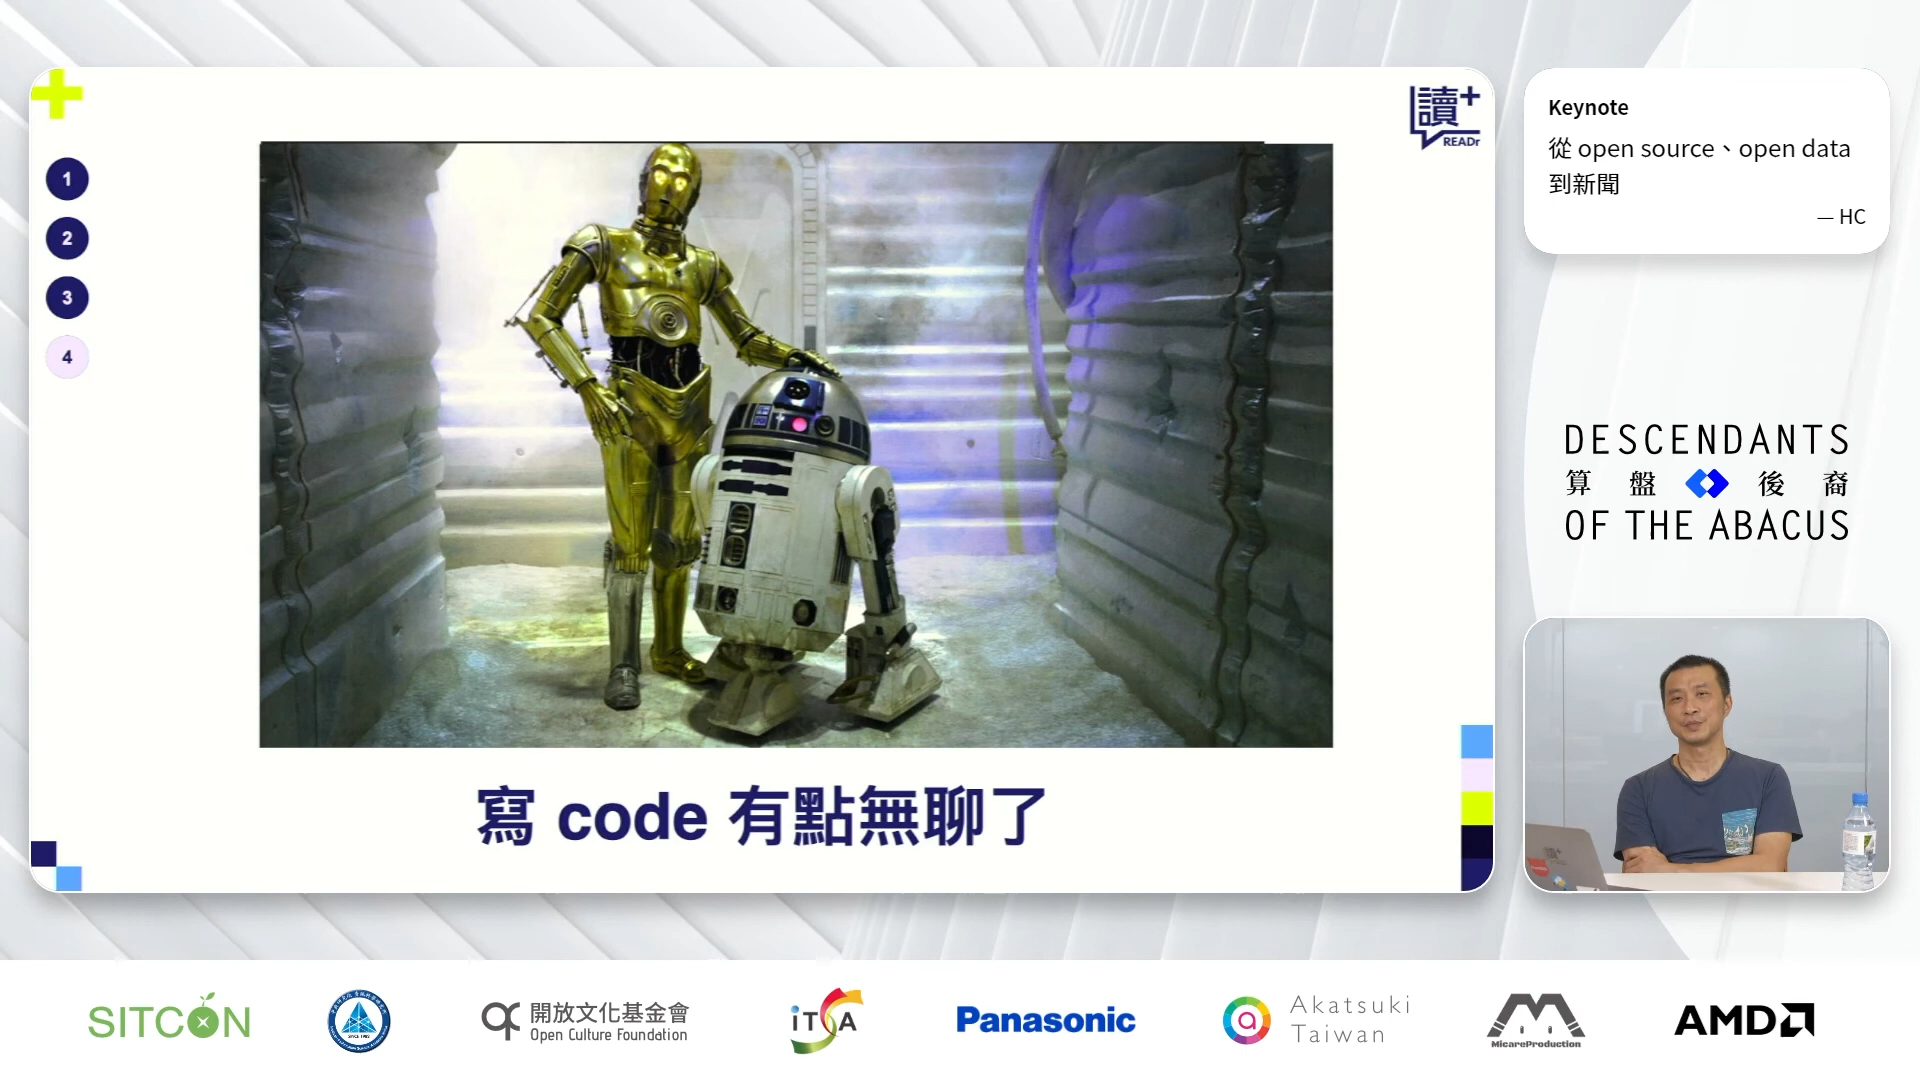 讀+
READr
1
2
3
4
寫 code 有點無聊了
Keynote
從 open source、open data
到新聞
— HC
DESCENDANTS
算盤後裔
OF THE ABACUS
SITCON
開放文化基金會
Open Culture Foundation
iTSA
Panasonic
Akatsuki
Taiwan
MicareProduction
AMD